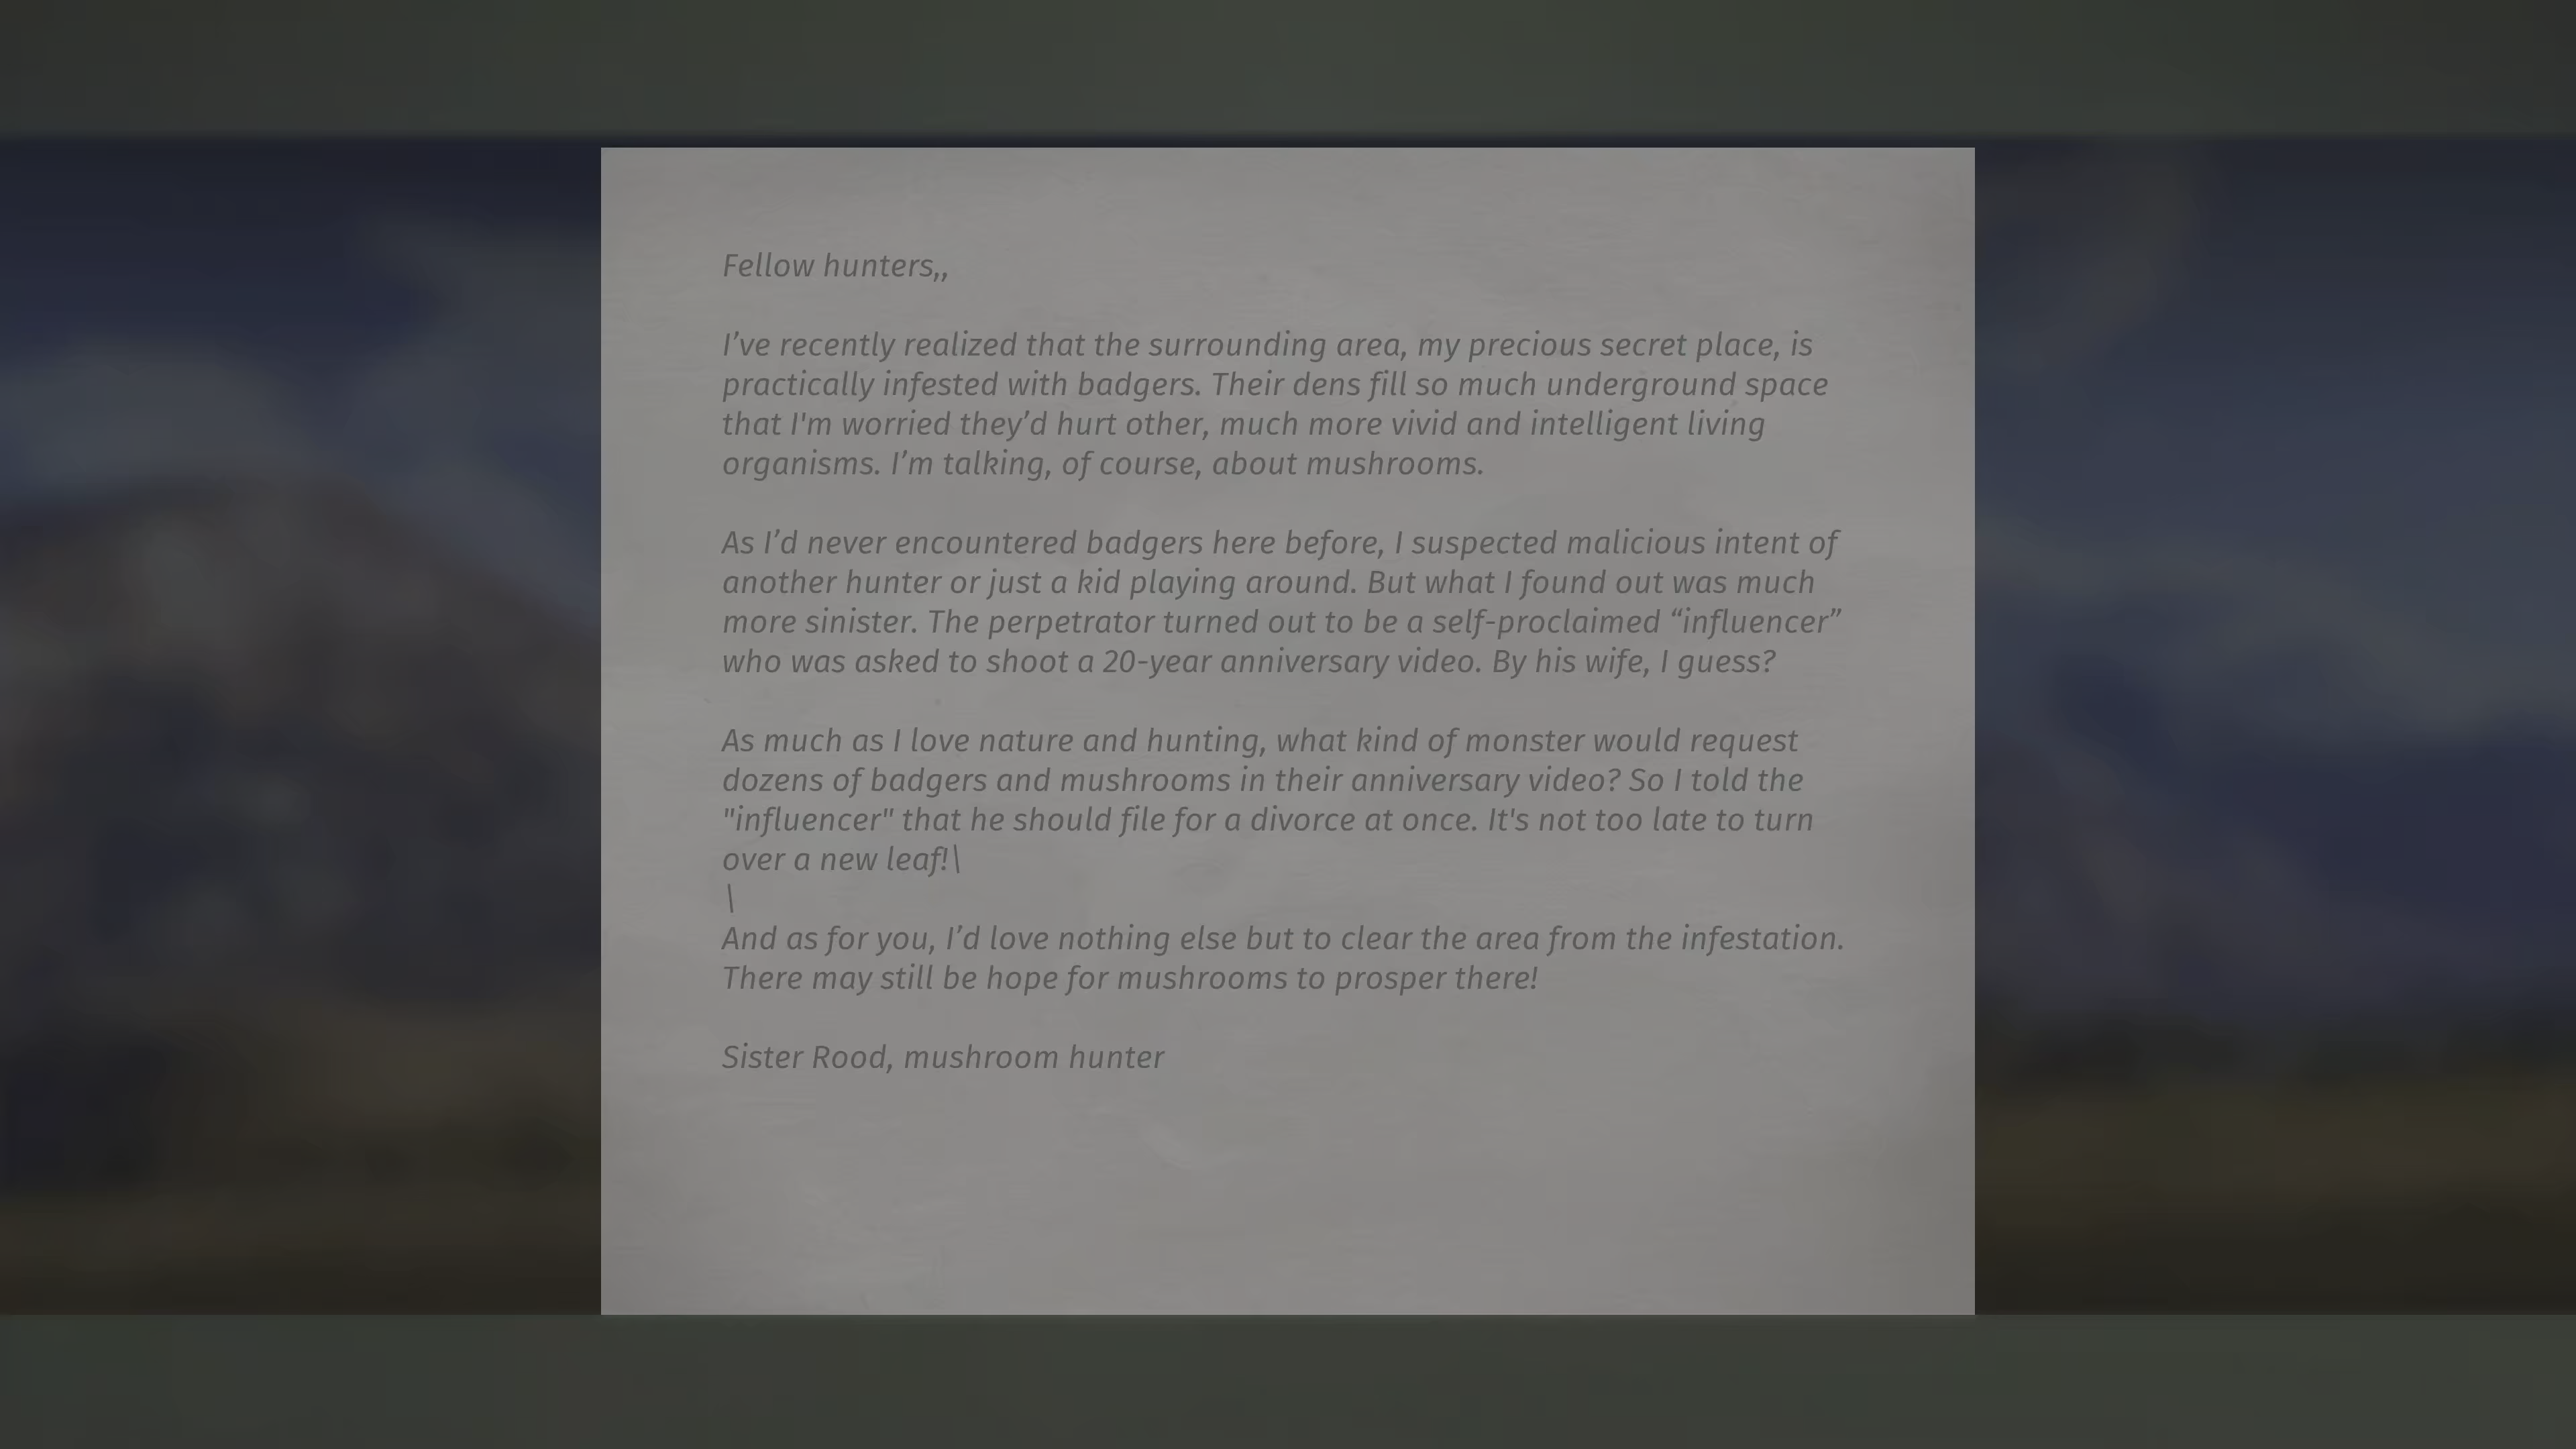 Fellow hunters,,
I’ve recently realized that the surrounding area, my precious secret place, is
practically infested with badgers. Their dens fill so much underground space
that I'm worried they’d hurt other, much more vivid and intelligent living
organisms. I’m talking, of course, about mushrooms.
As I’d never encountered badgers here before, I suspected malicious intent of
another hunter or just a kid playing around. But what I found out was much
more sinister. The perpetrator turned out to be a self-proclaimed “influencer”
who was asked to shoot a 20-year anniversary video. By his wife, I guess?
As much as I love nature and hunting, what kind of monster would request
dozens of badgers and mushrooms in their anniversary video? So I told the
"influencer" that he should file for a divorce at once. It's not too late to turn
over a new leaf!\
\
And as for you, I’d love nothing else but to clear the area from the infestation.
There may still be hope for mushrooms to prosper there!
Sister Rood, mushroom hunter